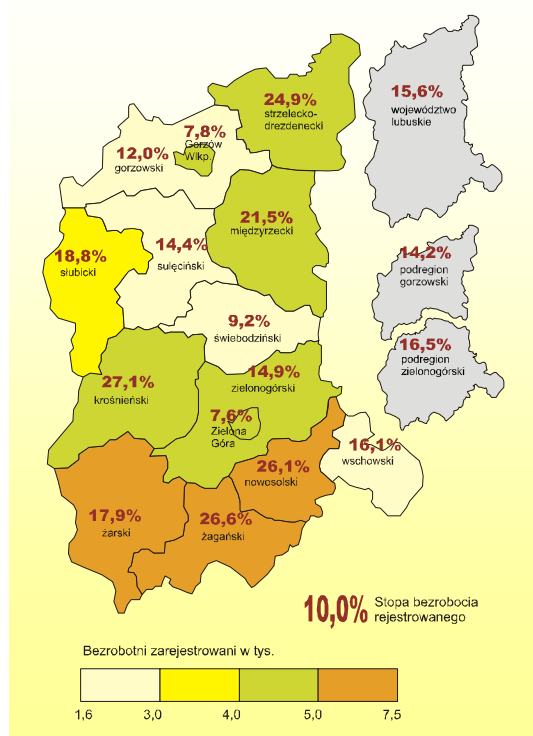 24,9%
strzelecko-
drezdenecki
15,6%
województwo
lubuskie
7,8%
Gorzów
Wlkp.
12,0%
gorzowski
21,5%
międzyrzecki
14,4%
sulęciński
18,8%
słubicki
14,2%
podregion
gorzowski
9,2%
świebodziński
16,5%
podregion
zielonogórski
27,1%
krośnieński
14,9%
zielonogórski
7,6%
Zielona
Góra
16,1%
wschowski
26,1%
nowosolski
17,9%
żarski
26,6%
żagański
10,0%
Stopa bezrobocia
rejestrowanego
Bezrobotni zarejestrowani w tys.
1,6 3,0 4,0 5,0 7,5